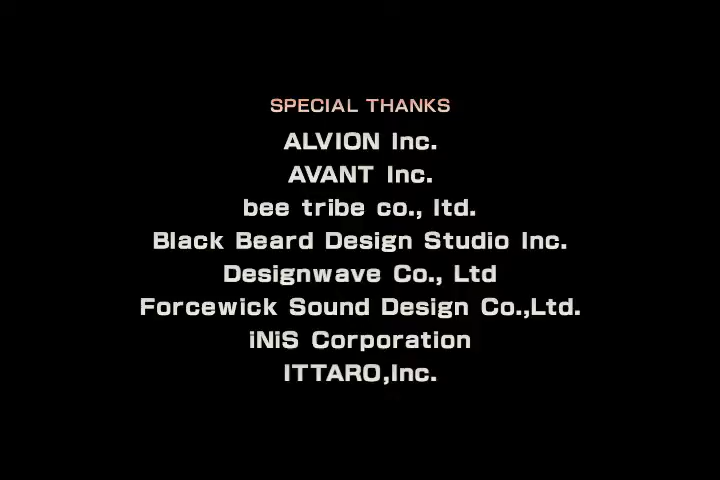 SPECIAL THANKS
ALVION Inc.
AVANT Inc.
bee tribe co., ltd.
Black Beard Design Studio Inc.
Designwave Co., Ltd
Forcewick Sound Design Co.,Ltd.
iNiS Corporation
ITTARO,Inc.